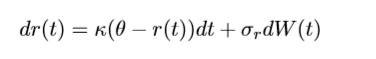 dr(t) = κ(θ − r(t))dt + σ_r dW(t)